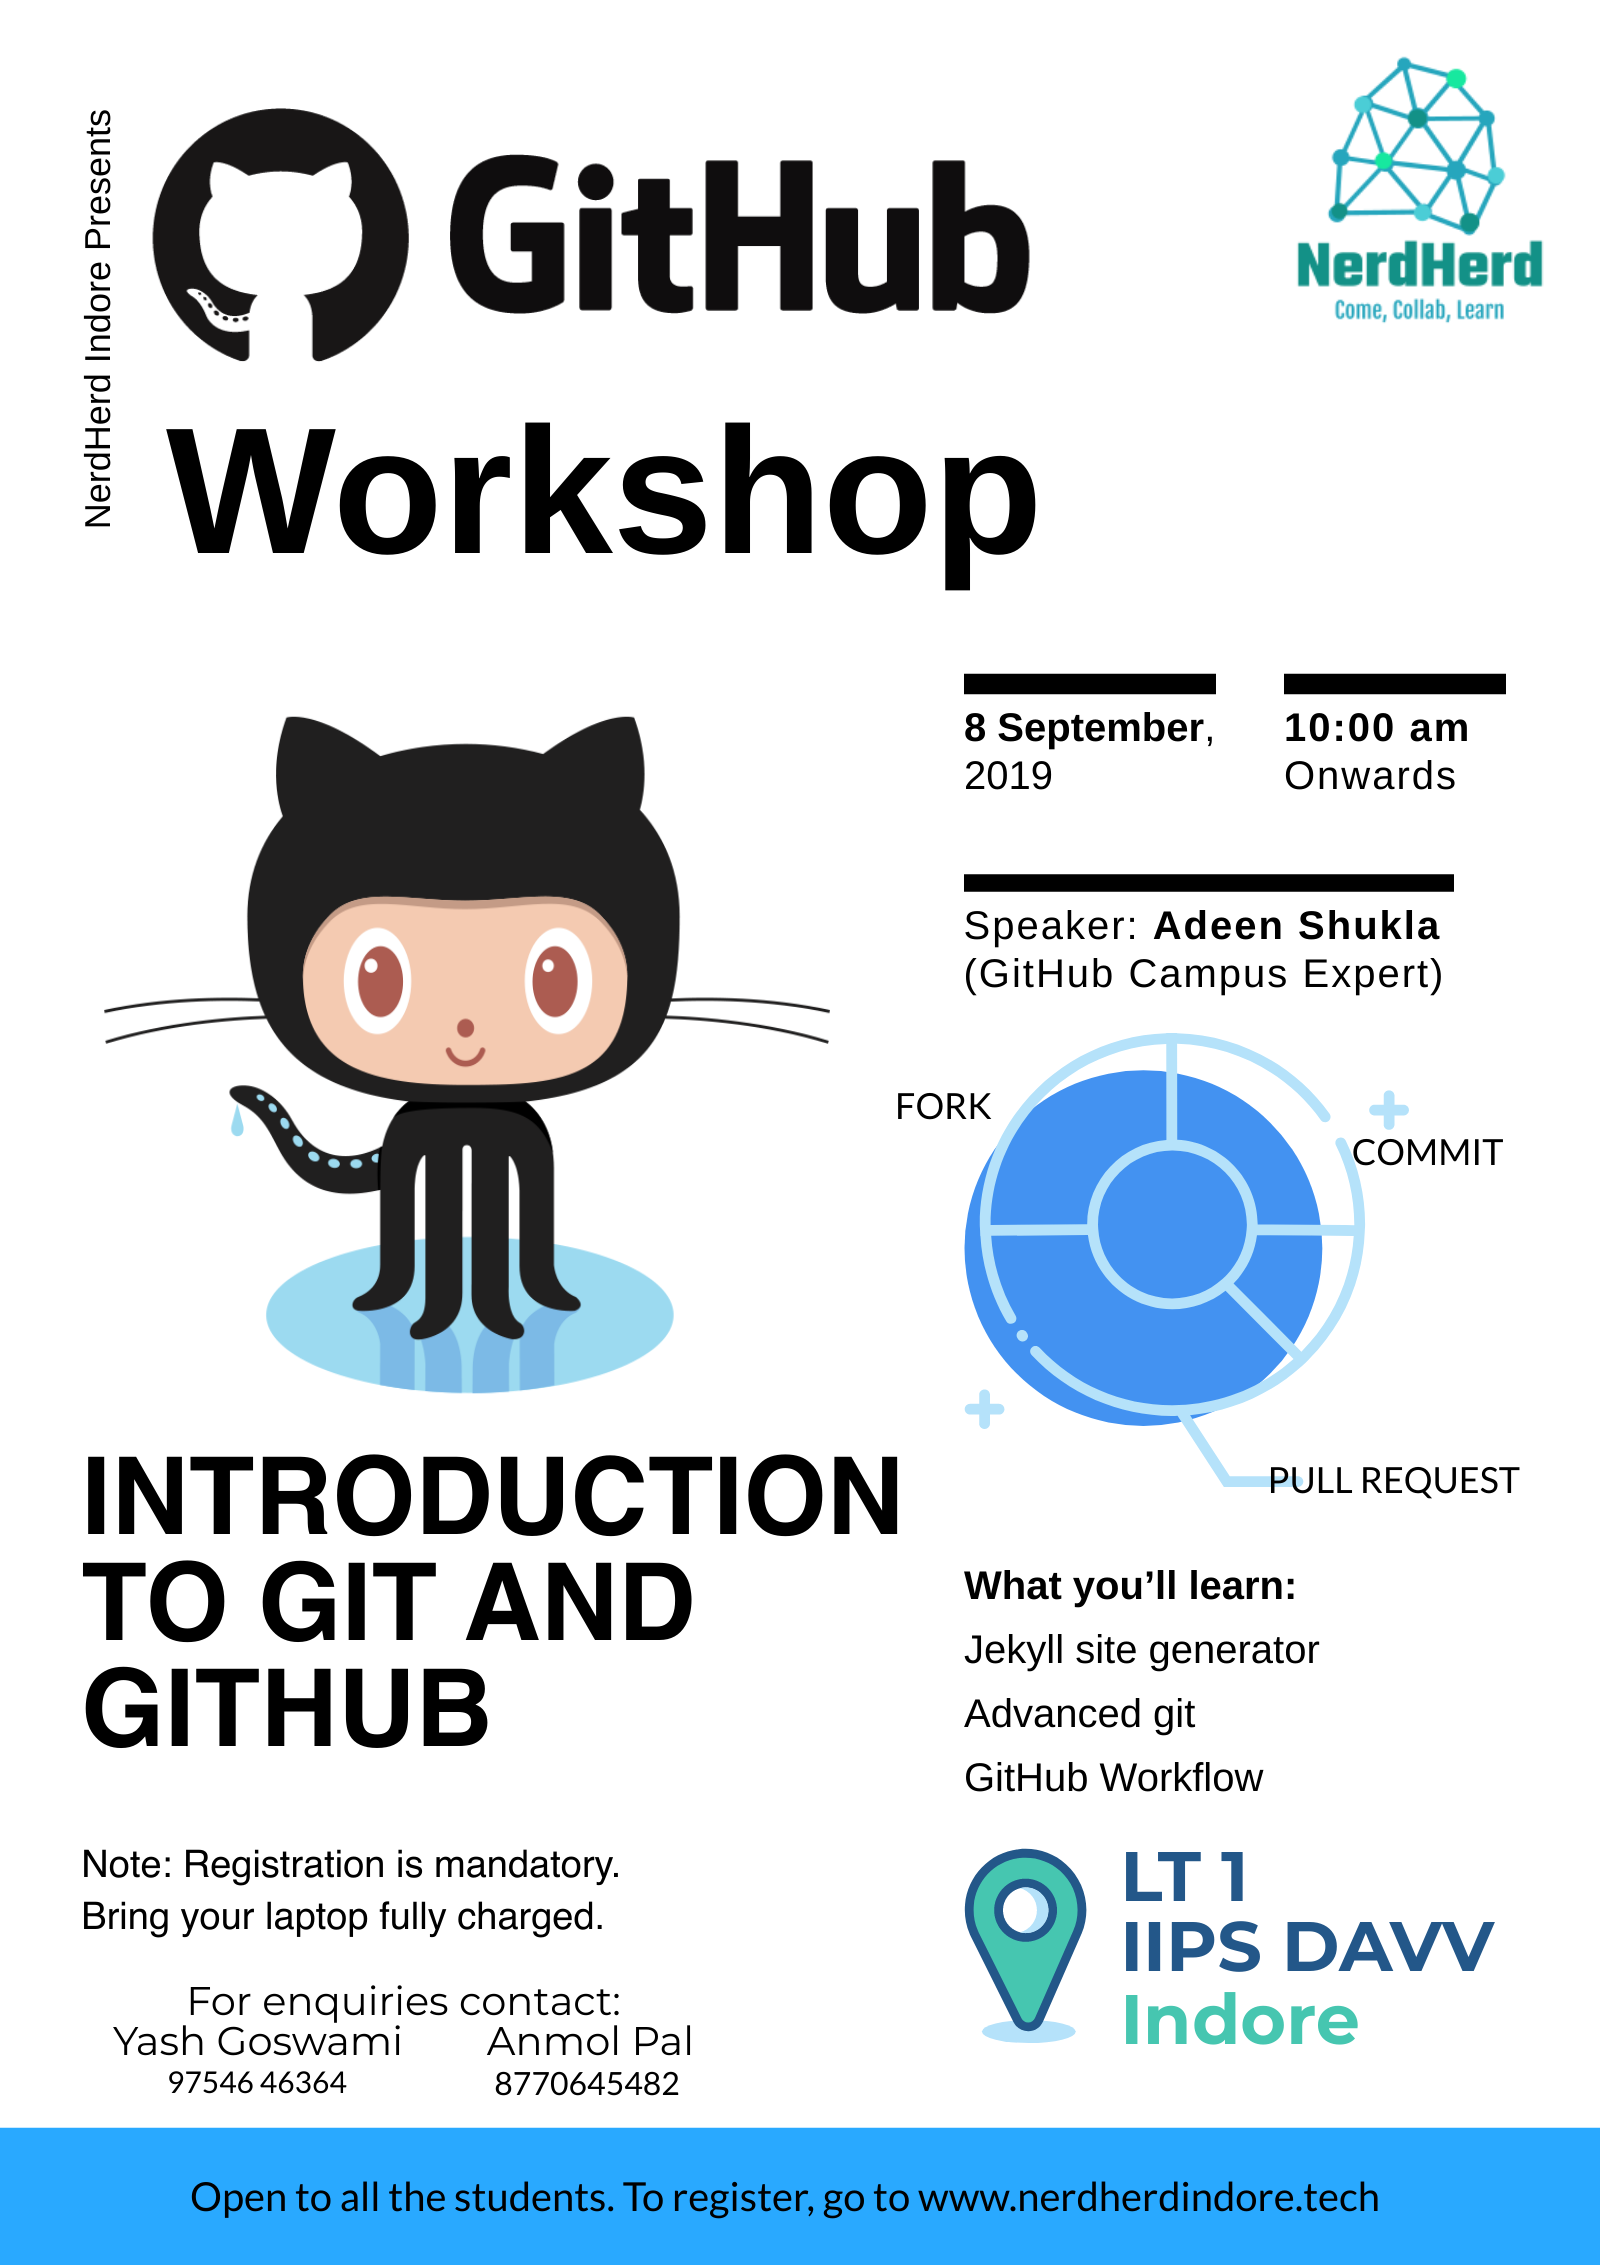 NerdHerd Indore Presents
GitHub
NerdHerd
Come, Collab, Learn
Workshop
8 September,
2019
10:00 am
Onwards
Speaker: Adeen Shukla
(GitHub Campus Expert)
FORK
COMMIT
PULL REQUEST
INTRODUCTION
TO GIT AND
GITHUB
What you’ll learn:
Jekyll site generator
Advanced git
GitHub Workflow
Note: Registration is mandatory.
Bring your laptop fully charged.
For enquiries contact:
Yash Goswami
97546 46364
Anmol Pal
8770645482
LT 1
IIPS DAVV
Indore
Open to all the students. To register, go to www.nerdherdindore.tech